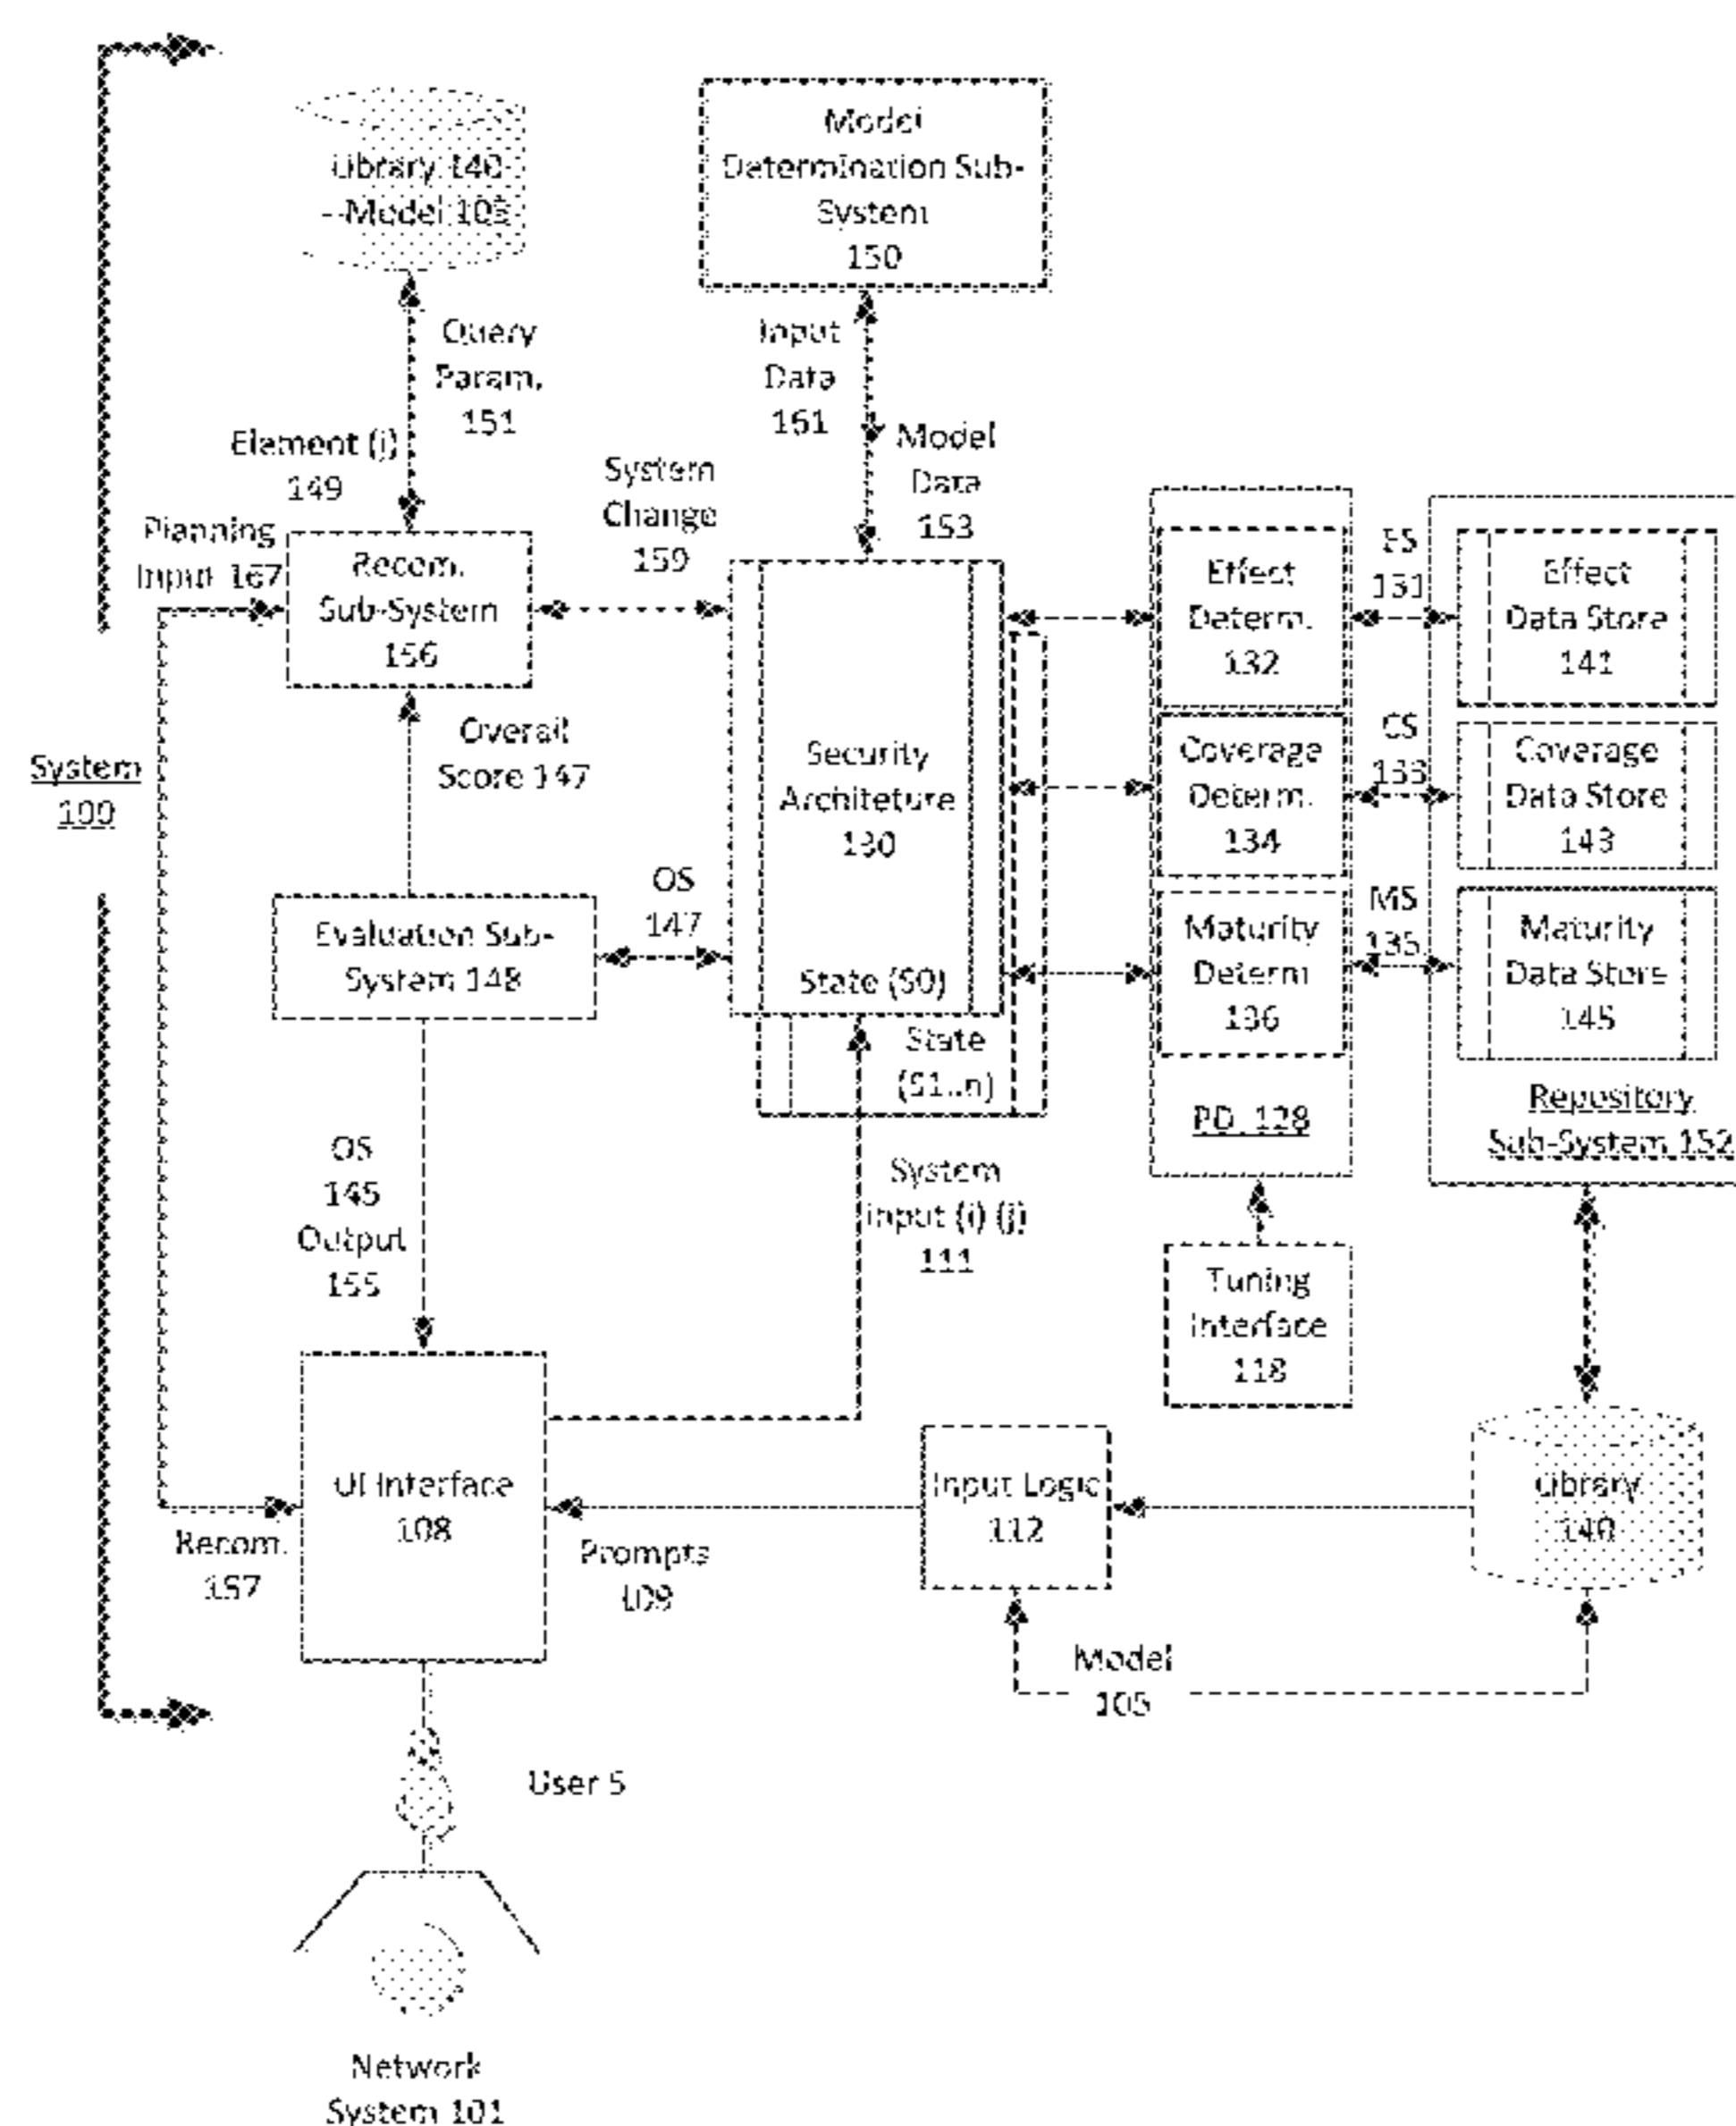 Library 140
--Model 105
Model
Determination Sub-
System
150
Query
Param.
151
Input
Data
161
Element (j)
149
Model
Data
153
System
Change
159
Planning
Input 167
Recom.
Sub-System
156
Effect
Determ.
132
ES
131
Effect
Data Store
141
Overall
Score 147
System
100
Security
Architeture
130
Coverage
Determ.
134
CS
133
Coverage
Data Store
143
OS
147
Evaluation Sub-
System 148
State (S0)
Maturity
Determ
136
MS
135
Maturity
Data Store
145
State
(S1..n)
PD. 128
Repository
Sub-System 152
OS
145
Output
155
System
input (i) (j)
111
Tuning
Interface
118
UI Interface
108
Input Logic
112
Library
140
Recom.
157
Prompts
109
Model
105
User 5
Network
System 101